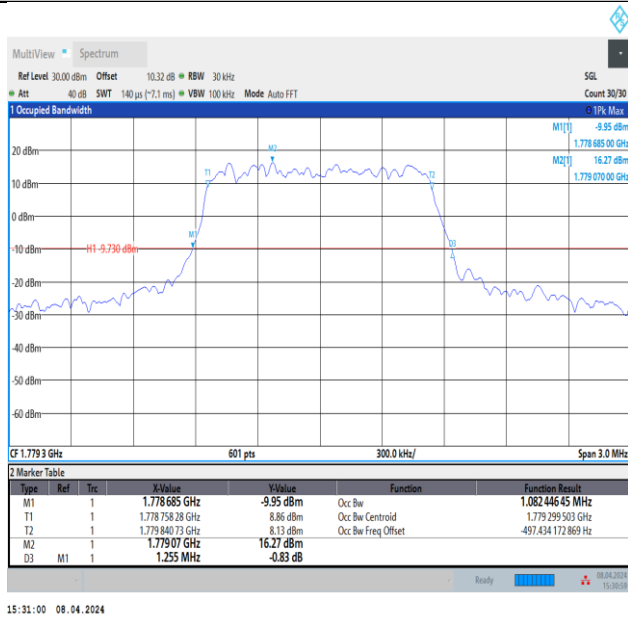 MultiView Spectrum
Ref Level 30.00 dBm Offset 10.32 dB RBW 30 kHz SGL
Att 40 dB SWT 140 µs (~7.1 ms) VBW 100 kHz Mode Auto FFT Count 30/30
1 Occupied Bandwidth 1Pk Max
M1[1] -9.95 dBm
1.778 685 00 GHz
M2[1] 16.27 dBm
1.779 070 00 GHz
M2
20 dBm
T1 T2
10 dBm
0 dBm
M1
D3
-10 dBm H1 -9.730 dBm
-20 dBm
-30 dBm
-40 dBm
-50 dBm
-60 dBm
CF 1.779 3 GHz 601 pts 300.0 kHz/ Span 3.0 MHz
2 Marker Table
Type Ref Trc X-Value Y-Value Function Function Result
M1 1 1.778 685 GHz -9.95 dBm Occ Bw 1.082 446 45 MHz
T1 1 1.778 758 28 GHz 8.86 dBm Occ Bw Centroid 1.779 299 503 GHz
T2 1 1.779 840 73 GHz 8.13 dBm Occ Bw Freq Offset -497.434 172 869 Hz
M2 1 1.779 07 GHz 16.27 dBm
D3 M1 1 1.255 MHz -0.83 dB
Ready 08.04.2024
15:30:59
15:31:00 08.04.2024